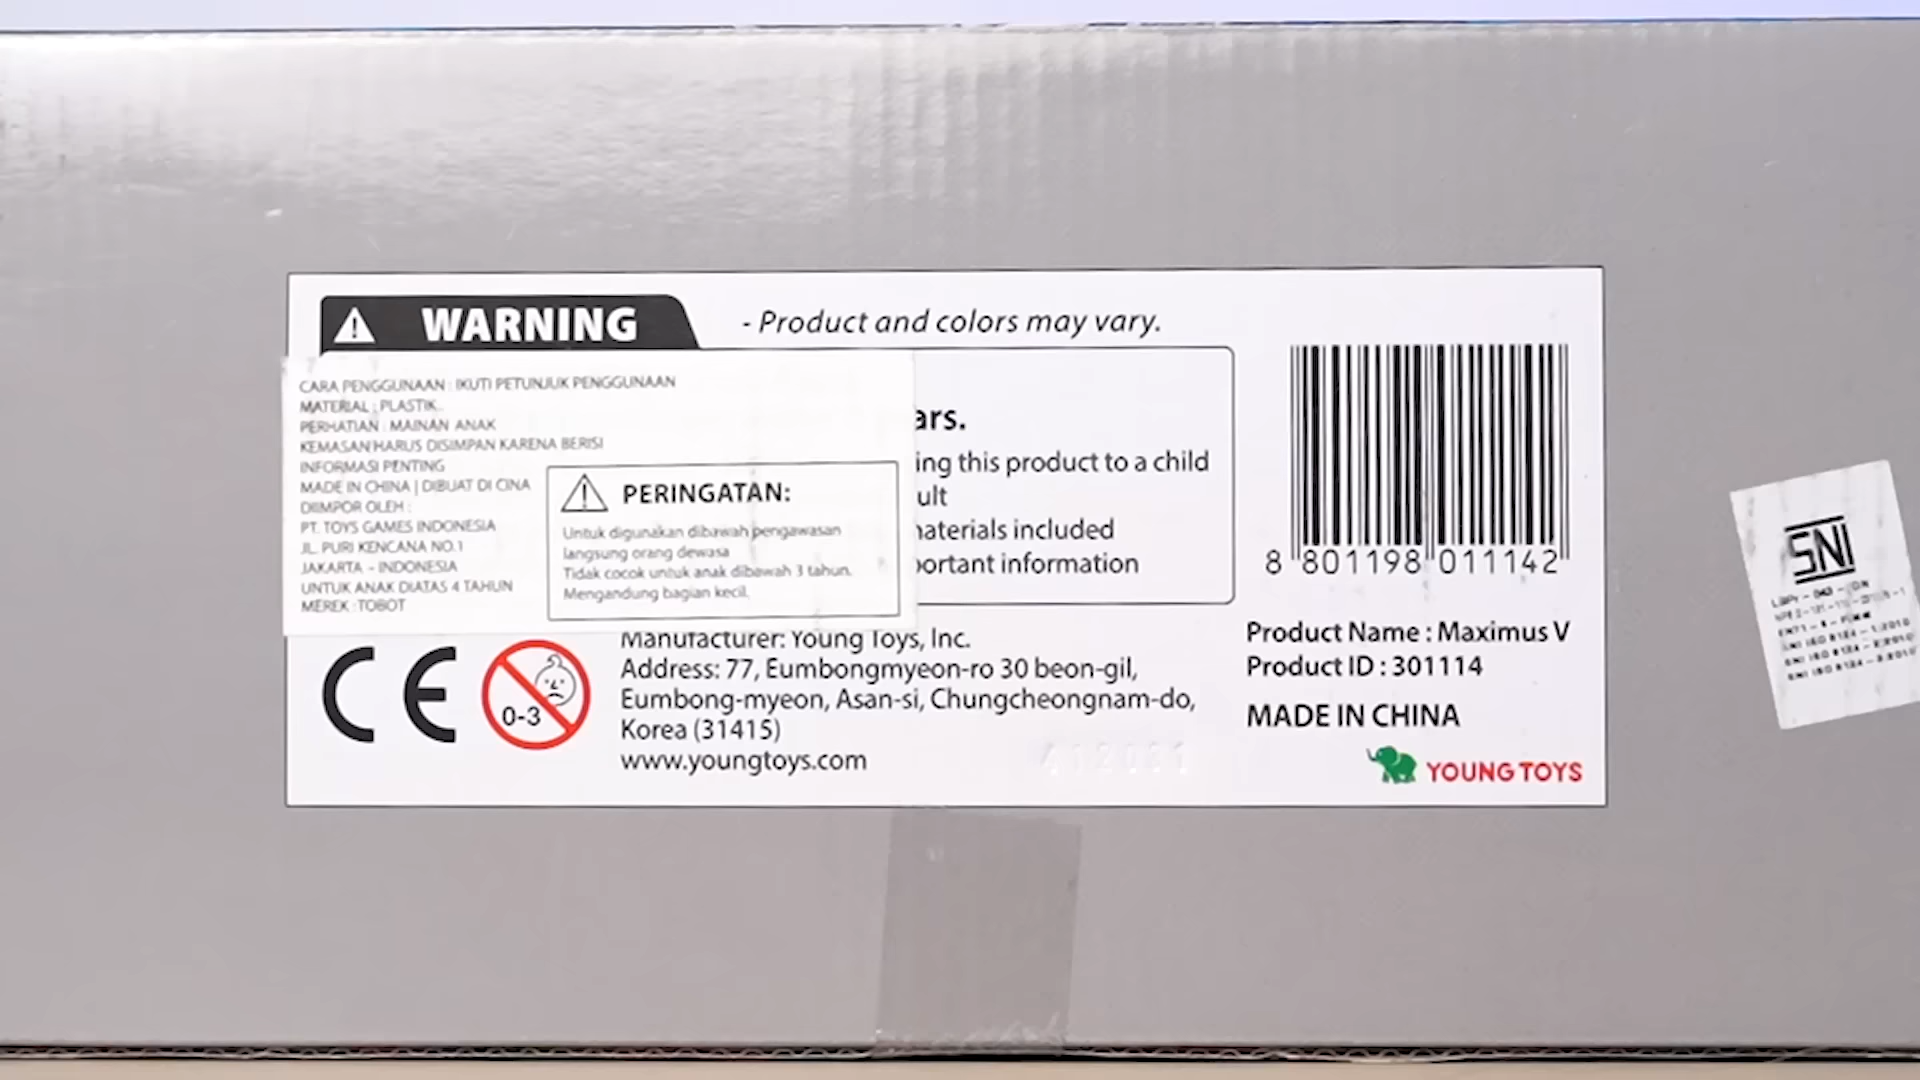 WARNING
- Product and colors may vary.
CARA PENGGUNAAN : IKUTI PETUNJUK PENGGUNAAN
MATERIAL : PLASTIK
PERHATIAN : MAINAN ANAK
KEMASAN HARUS DISIMPAN KARENA BERISI
INFORMASI PENTING
MADE IN CHINA | DIBUAT DI CINA
DIIMPOR OLEH :
PT. TOYS GAMES INDONESIA
JL. PURI KENCANA NO.1
JAKARTA - INDONESIA
UNTUK ANAK DIATAS 4 TAHUN
MEREK : TOBOT
PERINGATAN:
Untuk digunakan dibawah pengawasan
langsung orang dewasa
Tidak cocok untuk anak dibawah 3 tahun.
Mengandung bagian kecil.
ars.
ing this product to a child
ult
materials included
portant information
8 801198 011142
CE
0-3
Manufacturer: Young Toys, Inc.
Address: 77, Eumbongmyeon-ro 30 beon-gil,
Eumbong-myeon, Asan-si, Chungcheongnam-do,
Korea (31415)
www.youngtoys.com
Product Name : Maximus V
Product ID : 301114
MADE IN CHINA
YOUNG TOYS
SNI